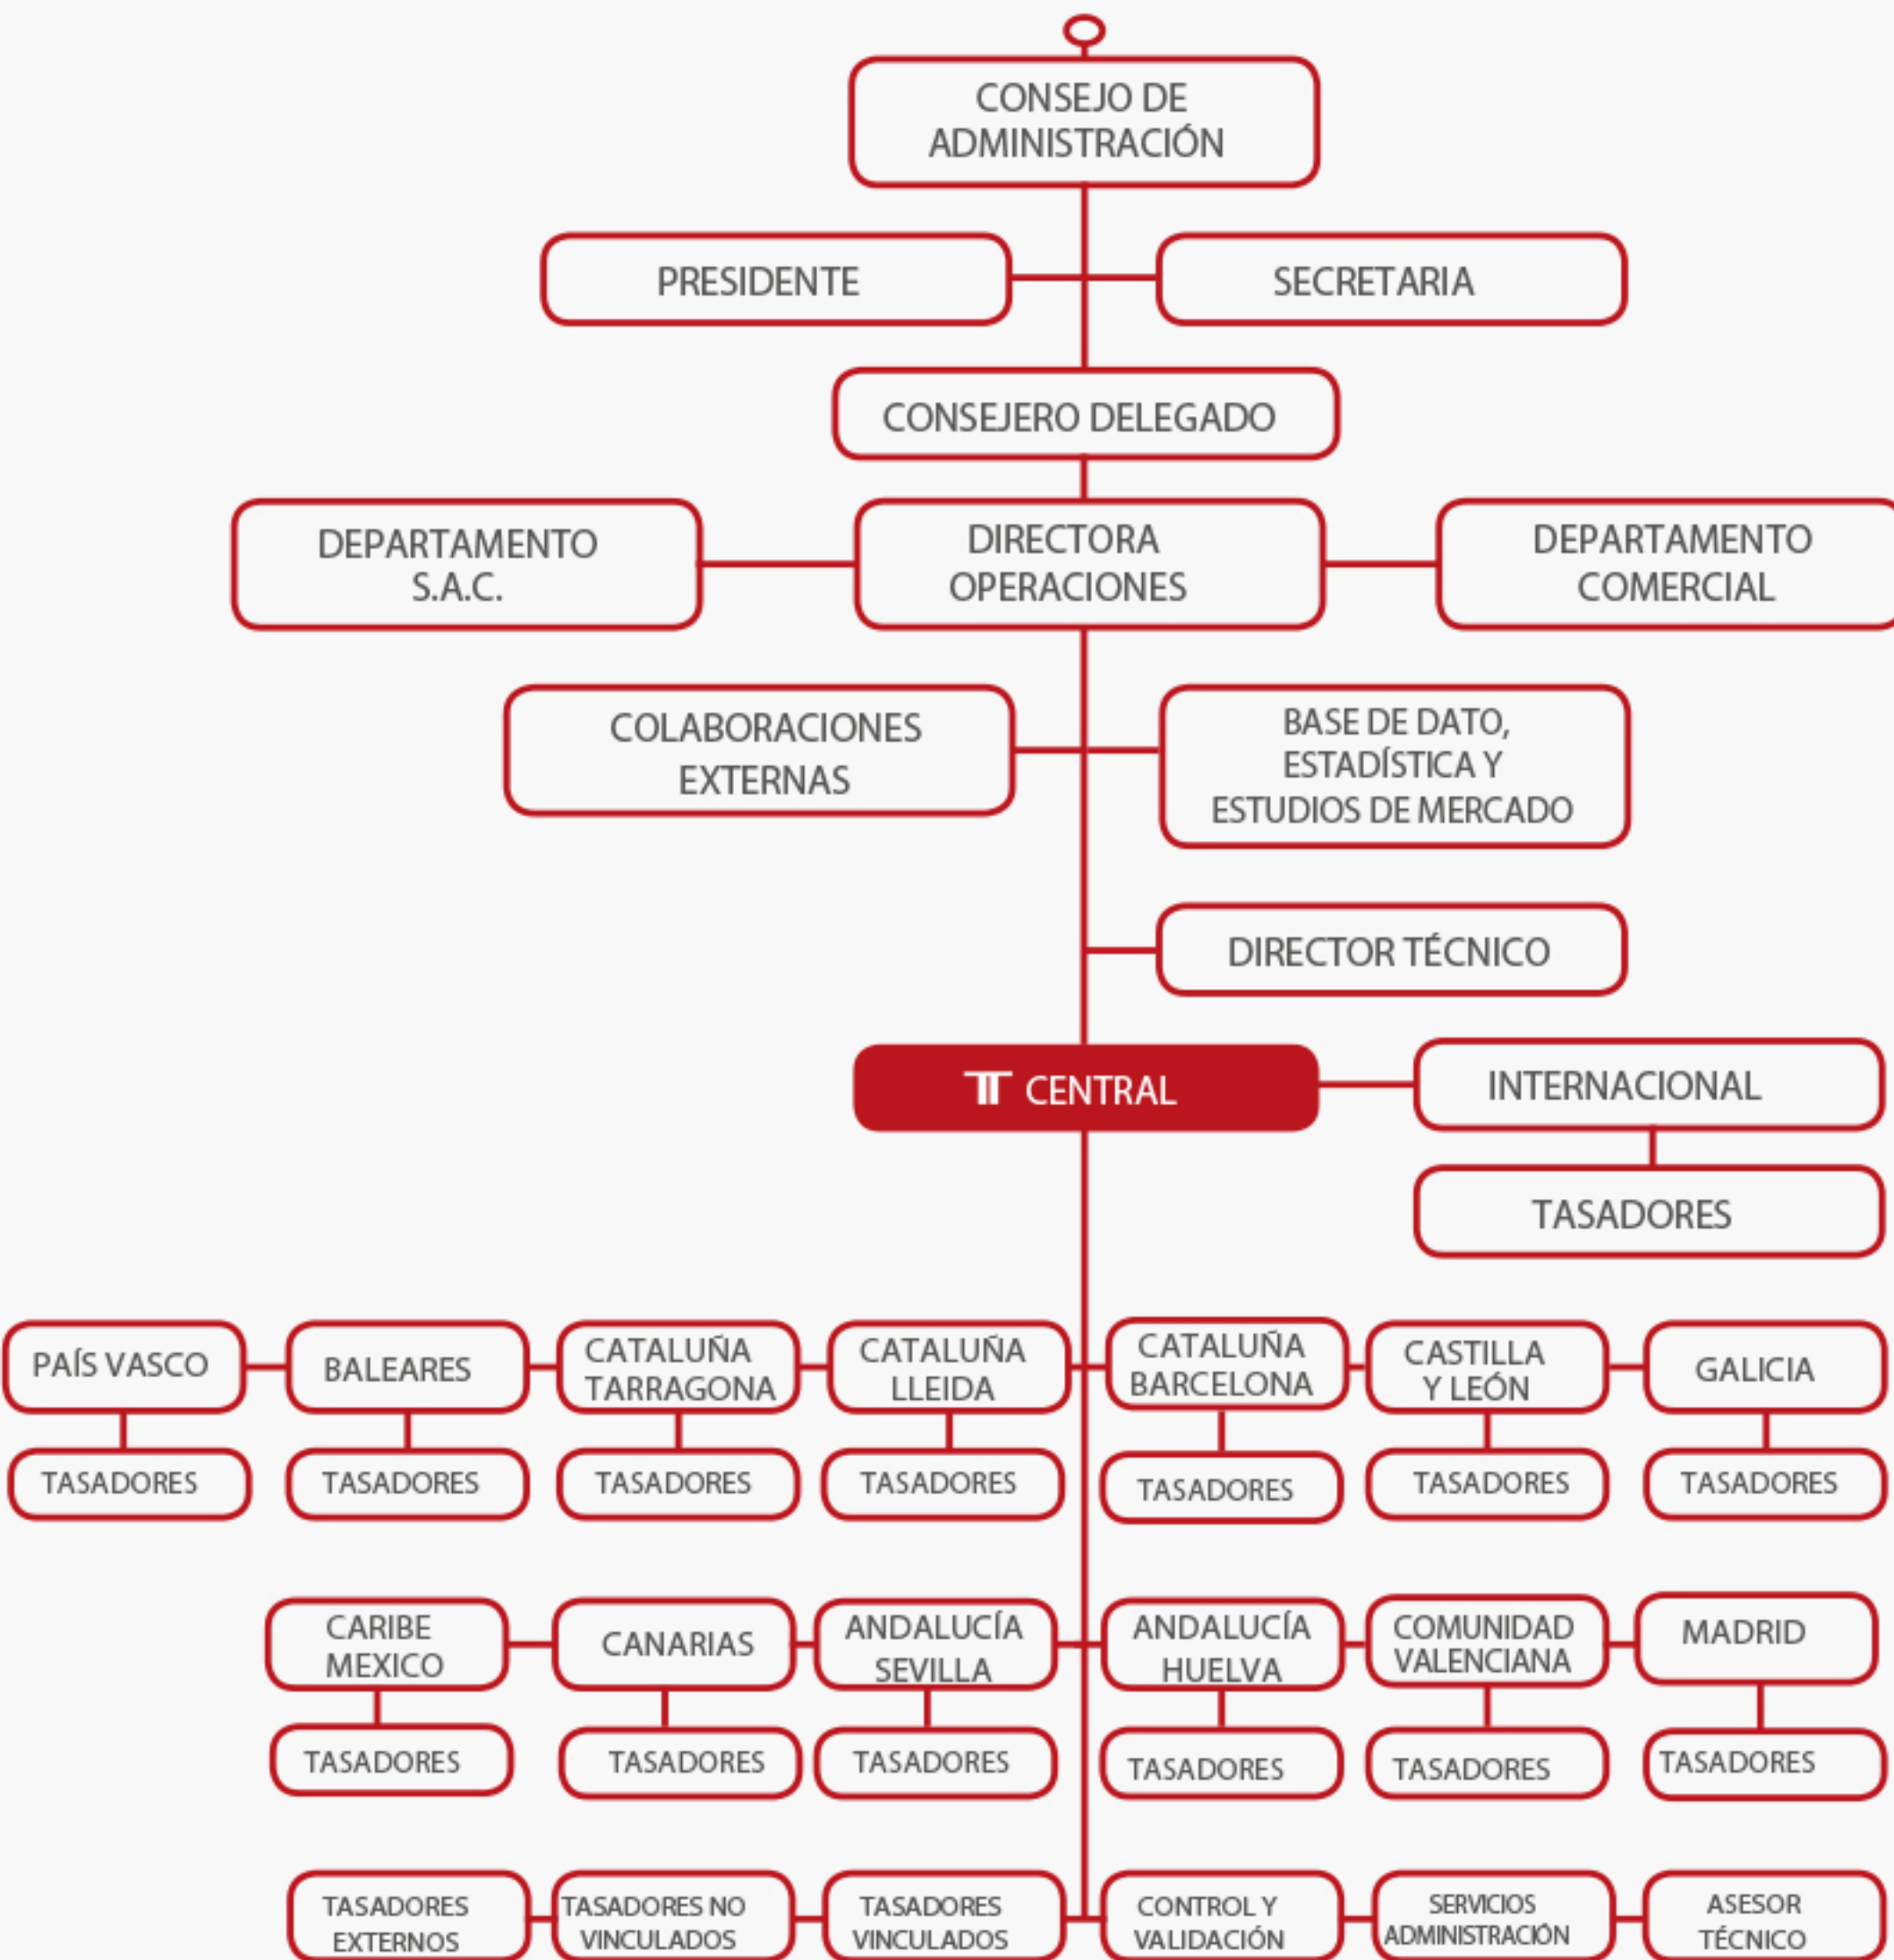 CONSEJO DE
ADMINISTRACIÓN
PRESIDENTE
SECRETARIA
CONSEJERO DELEGADO
DEPARTAMENTO
S.A.C.
DIRECTORA
OPERACIONES
DEPARTAMENTO
COMERCIAL
COLABORACIONES
EXTERNAS
BASE DE DATO,
ESTADÍSTICA Y
ESTUDIOS DE MERCADO
DIRECTOR TÉCNICO
TT CENTRAL
INTERNACIONAL
TASADORES
PAÍS VASCO
BALEARES
CATALUÑA
TARRAGONA
CATALUÑA
LLEIDA
CATALUÑA
BARCELONA
CASTILLA
Y LEÓN
GALICIA
TASADORES
TASADORES
TASADORES
TASADORES
TASADORES
TASADORES
TASADORES
CARIBE
MEXICO
CANARIAS
ANDALUCÍA
SEVILLA
ANDALUCÍA
HUELVA
COMUNIDAD
VALENCIANA
MADRID
TASADORES
TASADORES
TASADORES
TASADORES
TASADORES
TASADORES
TASADORES
EXTERNOS
TASADORES NO
VINCULADOS
TASADORES
VINCULADOS
CONTROL Y
VALIDACIÓN
SERVICIOS
ADMINISTRACIÓN
ASESOR
TÉCNICO